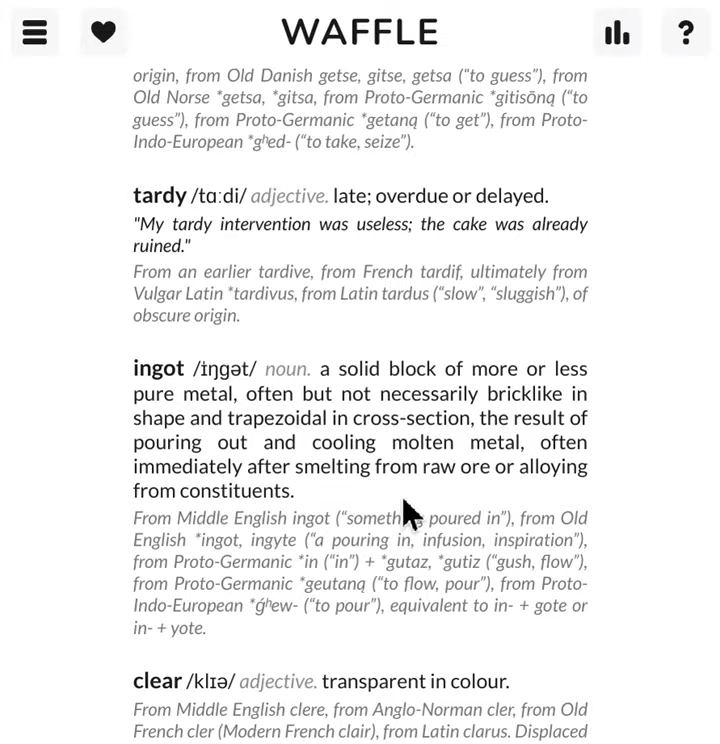 WAFFLE
?
origin, from Old Danish getse, gitse, getsa (“to guess”), from
Old Norse *getsa, *gitsa, from Proto-Germanic *gitisōną (“to
guess”), from Proto-Germanic *getaną (“to get”), from Proto-
Indo-European *gʰed- (“to take, seize”).
tardy /tɑːdi/ adjective. late; overdue or delayed.
"My tardy intervention was useless; the cake was already
ruined."
From an earlier tardive, from French tardif, ultimately from
Vulgar Latin *tardivus, from Latin tardus (“slow”, “sluggish”), of
obscure origin.
ingot /ɪŋɡət/ noun. a solid block of more or less
pure metal, often but not necessarily bricklike in
shape and trapezoidal in cross-section, the result of
pouring out and cooling molten metal, often
immediately after smelting from raw ore or alloying
from constituents.
From Middle English ingot (“something poured in”), from Old
English *ingot, ingyte (“a pouring in, infusion, inspiration”),
from Proto-Germanic *in (“in”) + *gutaz, *gutiz (“gush, flow”),
from Proto-Germanic *geutaną (“to flow, pour”), from Proto-
Indo-European *ǵʰew- (“to pour”), equivalent to in- + gote or
in- + yote.
clear /klɪə/ adjective. transparent in colour.
From Middle English clere, from Anglo-Norman cler, from Old
French cler (Modern French clair), from Latin clarus. Displaced